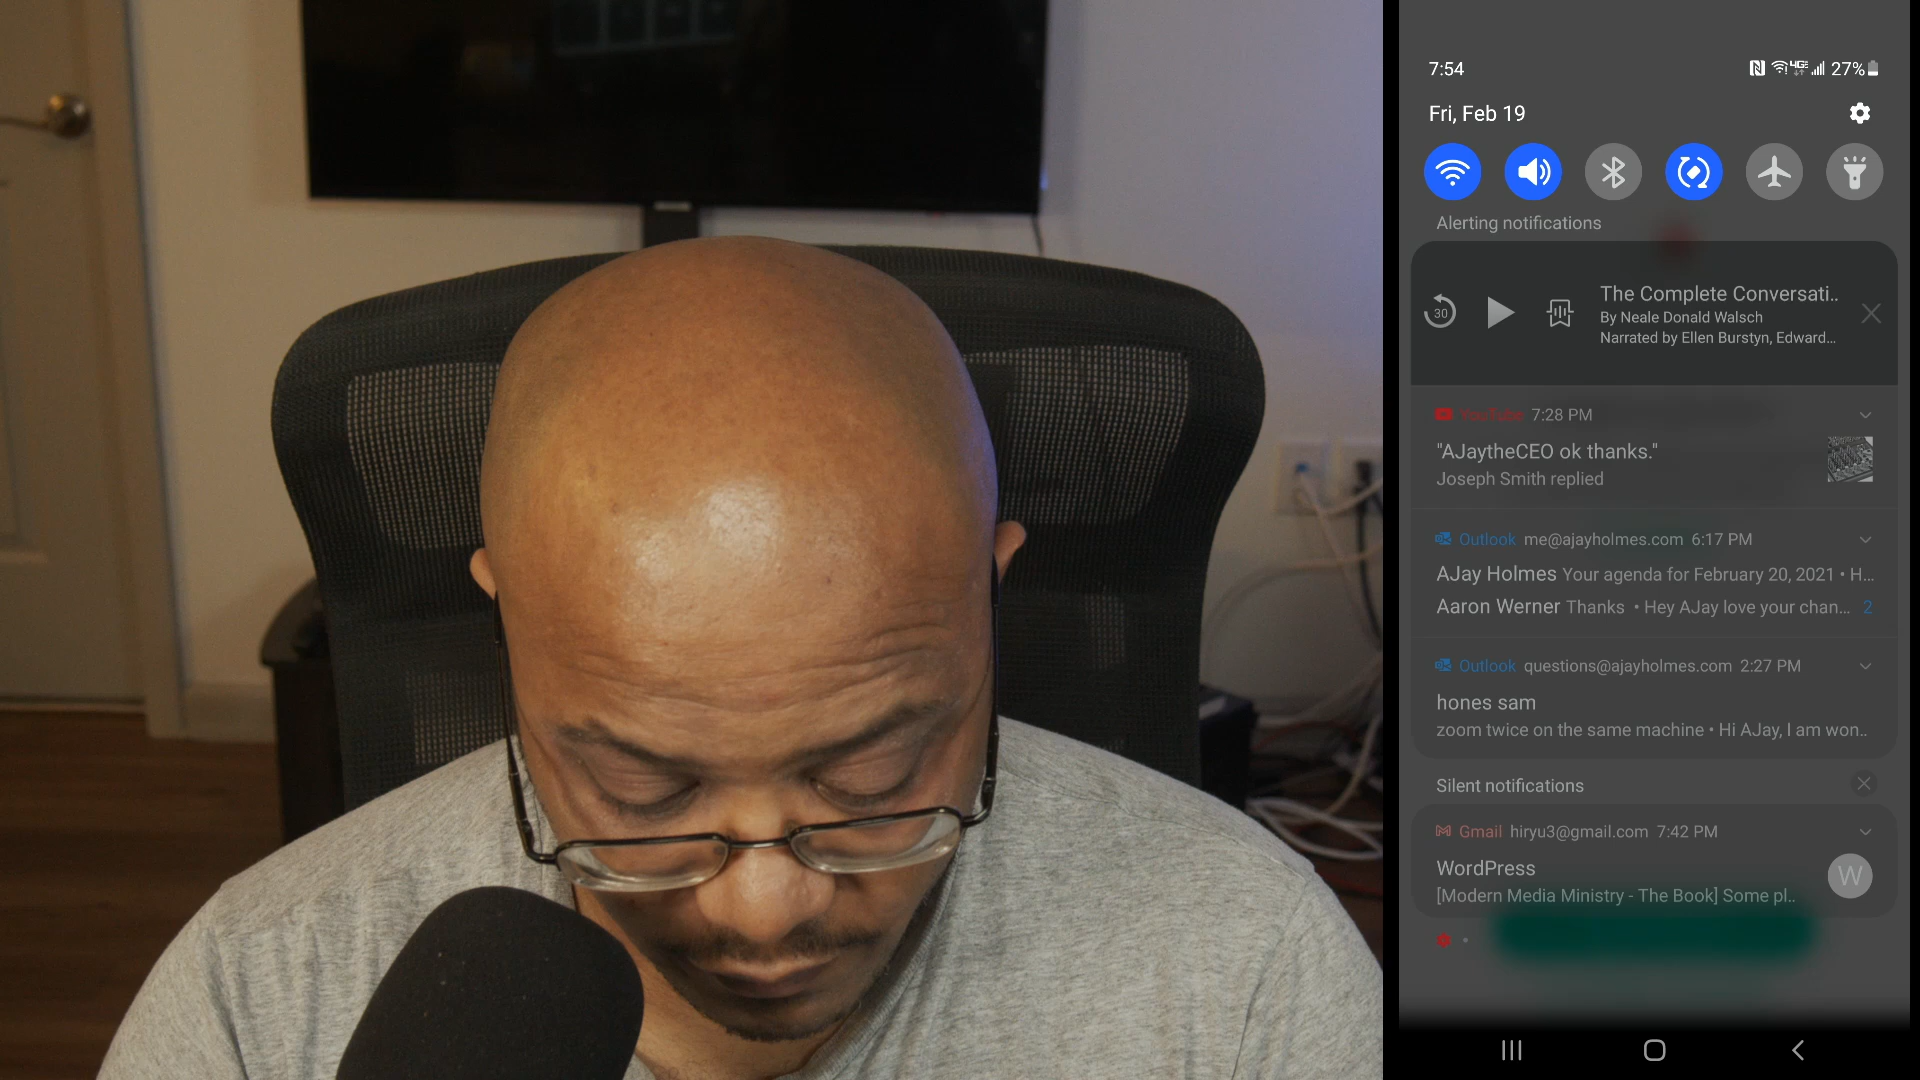 7:54
4GE 27%
Fri, Feb 19
Alerting notifications
30
The Complete Conversati..
By Neale Donald Walsch
Narrated by Ellen Burstyn, Edward...
YouTube 7:28 PM
"AJaytheCEO ok thanks."
Joseph Smith replied
Outlook me@ajayholmes.com 6:17 PM
AJay Holmes Your agenda for February 20, 2021 • H...
Aaron Werner Thanks • Hey AJay love your chan... 2
Outlook questions@ajayholmes.com 2:27 PM
hones sam
zoom twice on the same machine • Hi AJay, I am won..
Silent notifications
Gmail hiryu3@gmail.com 7:42 PM
WordPress
W
[Modern Media Ministry - The Book] Some pl..